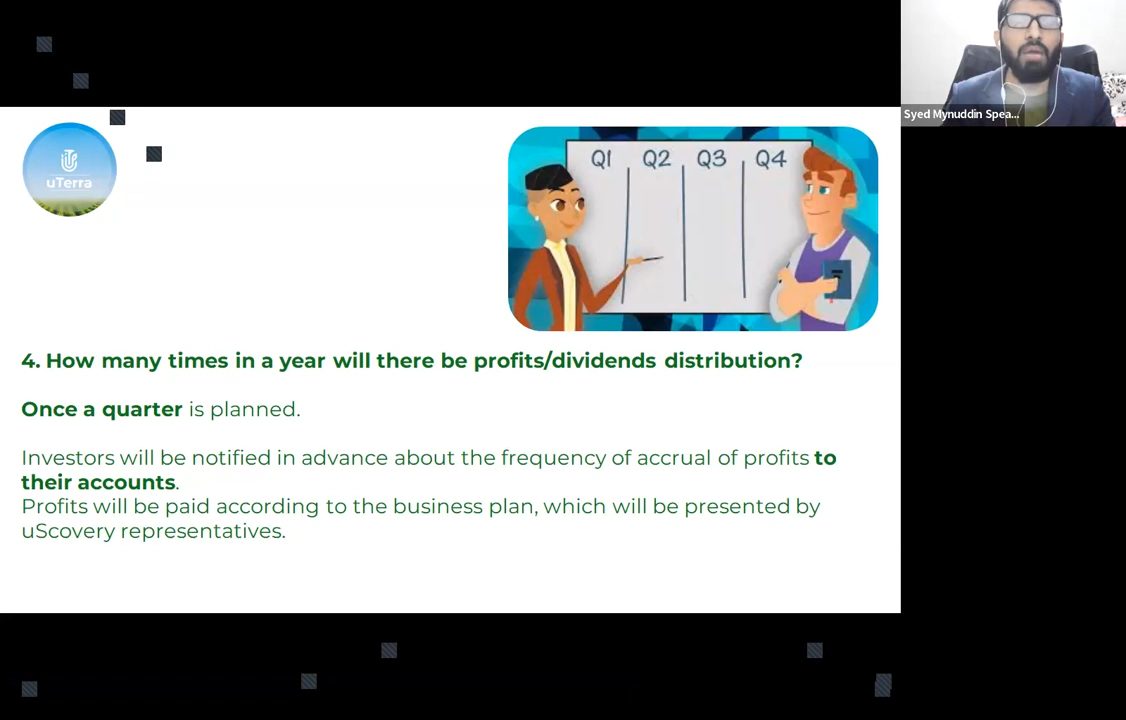 Syed Mynuddin Spea...
uTerra
Q1 Q2 Q3 Q4
4. How many times in a year will there be profits/dividends distribution?
Once a quarter is planned.
Investors will be notified in advance about the frequency of accrual of profits to
their accounts.
Profits will be paid according to the business plan, which will be presented by
uScovery representatives.